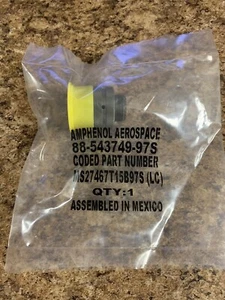 AMPHENOL AEROSPACE
88-543749-97S
CODED PART NUMBER
MS27467T15B97S (LC)
QTY:1
ASSEMBLED IN MEXICO